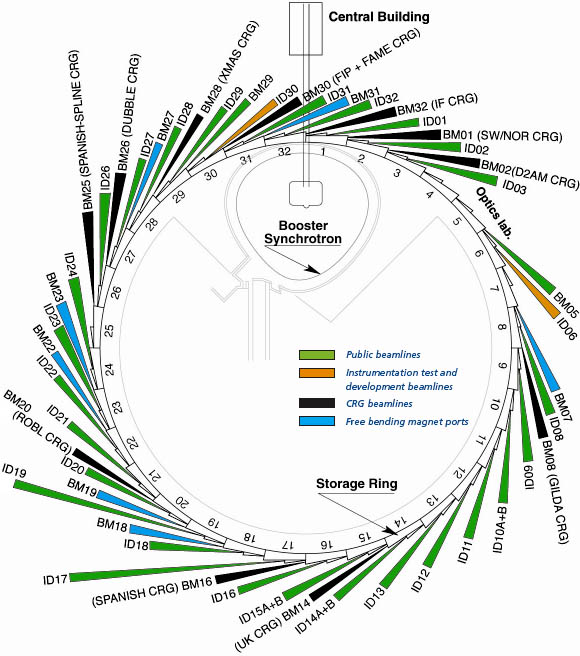 Central Building
BM30 (FIP + FAME CRG)
ID31
BM31
ID32
BM32 (IF CRG)
ID01
BM01 (SW/NOR CRG)
ID02
BM02(D2AM CRG)
ID03
Optics lab.
BM05
ID06
BM07
ID08
BM08 (GILDA CRG)
ID09
ID10A+B
ID11
ID12
ID13
ID14A+B
(UK CRG) BM14
ID15A+B
ID16
(SPANISH CRG) BM16
ID17
ID18
BM18
BM19
ID19
ID20
BM20
(ROBL CRG)
ID21
ID22
BM22
ID23
BM23
ID24
BM25 (SPANISH-SPLINE CRG)
ID26
BM26 (DUBBLE CRG)
ID27
BM27
ID28
BM28 (XMAS CRG)
ID29
BM29
ID30
1
2
3
4
5
6
7
8
9
10
11
12
13
14
15
16
17
18
19
20
21
22
23
24
25
26
27
28
29
30
31
32
Booster
Synchrotron
Public beamlines
Instrumentation test and
development beamlines
CRG beamlines
Free bending magnet ports
Storage Ring